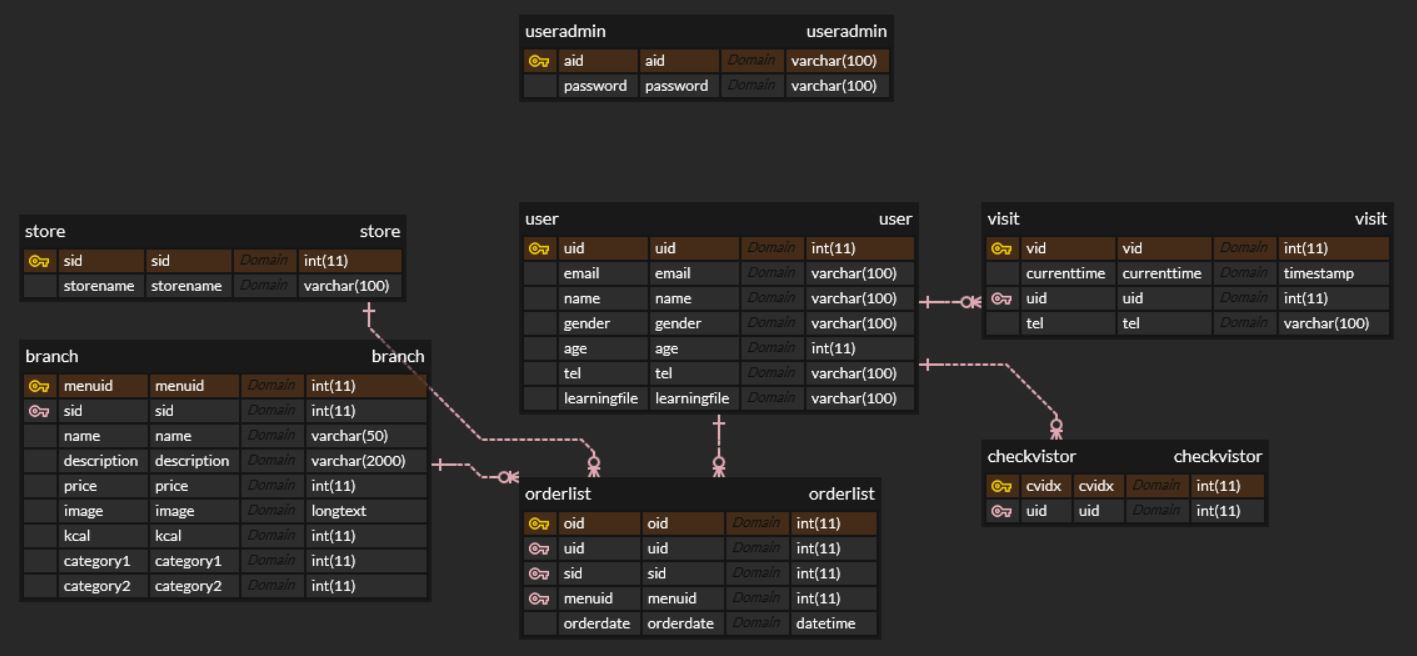 useradmin useradmin
aid aid Domain varchar(100)
password password Domain varchar(100)
store store
sid sid Domain int(11)
storename storename Domain varchar(100)
branch branch
menuid menuid Domain int(11)
sid sid Domain int(11)
name name Domain varchar(50)
description description Domain varchar(2000)
price price Domain int(11)
image image Domain longtext
kcal kcal Domain int(11)
category1 category1 Domain int(11)
category2 category2 Domain int(11)
user user
uid uid Domain int(11)
email email Domain varchar(100)
name name Domain varchar(100)
gender gender Domain varchar(100)
age age Domain int(11)
tel tel Domain varchar(100)
learningfile learningfile Domain varchar(100)
orderlist orderlist
oid oid Domain int(11)
uid uid Domain int(11)
sid sid Domain int(11)
menuid menuid Domain int(11)
orderdate orderdate Domain datetime
visit visit
vid vid Domain int(11)
currenttime currenttime Domain timestamp
uid uid Domain int(11)
tel tel Domain varchar(100)
checkvistor checkvistor
cvidx cvidx Domain int(11)
uid uid Domain int(11)